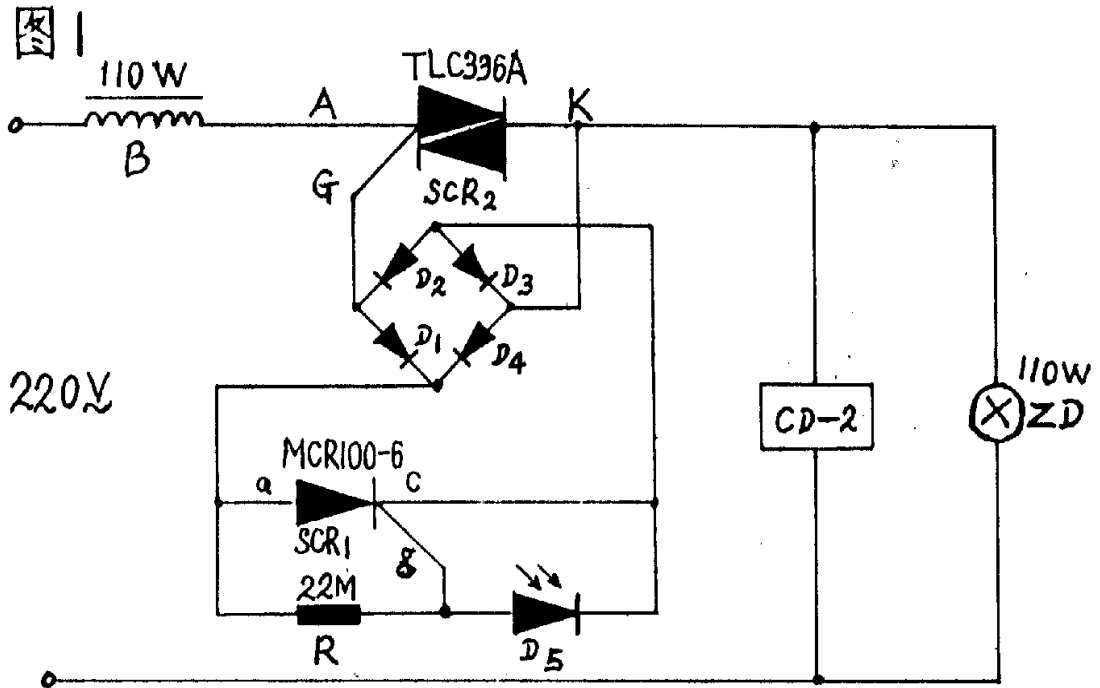 图1
110W
B
A
TLC336A
K
G
SCR2
D2
D3
D1
D4
220V
110W
ZD
CD-2
MCR100-6
a
c
SCR1
g
22M
R
D5